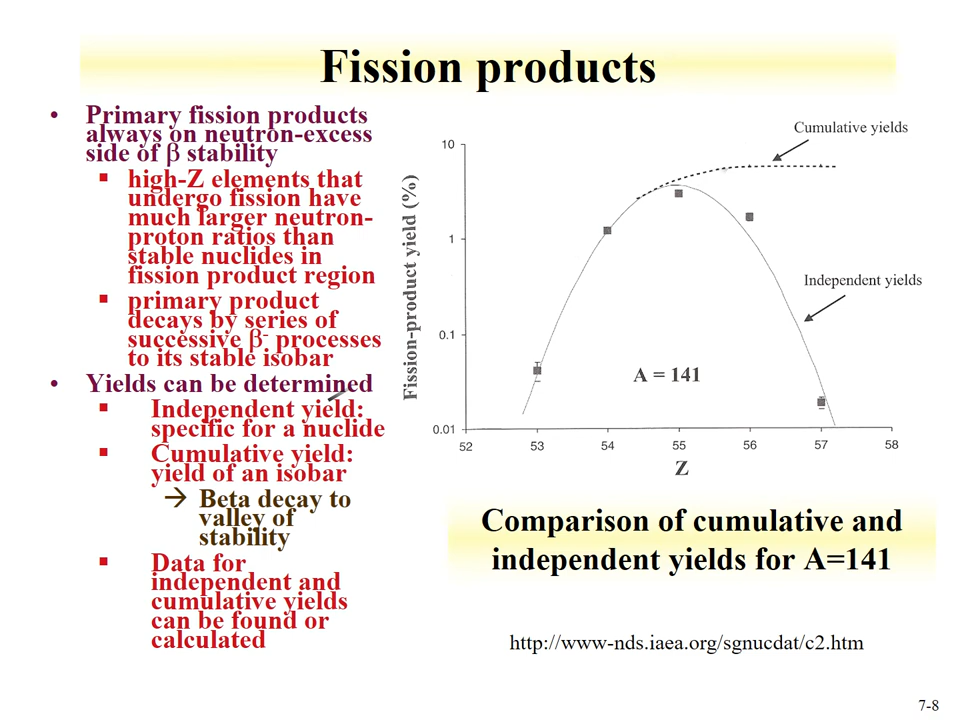 Fission products
• Primary fission products
always on neutron-excess
side of β stability
▪ high-Z elements that
undergo fission have
much larger neutron-
proton ratios than
stable nuclides in
fission product region
▪ primary product
decays by series of
successive β⁻ processes
to its stable isobar
• Yields can be determined
▪ Independent yield:
specific for a nuclide
▪ Cumulative yield:
yield of an isobar
→ Beta decay to
valley of
stability
▪ Data for
independent and
cumulative yields
can be found or
calculated
Fission-product yield (%)
10
1
0.1
0.01
52 53 54 55 56 57 58
Z
Cumulative yields
Independent yields
A = 141
Comparison of cumulative and
independent yields for A=141
http://www-nds.iaea.org/sgnucdat/c2.htm
7-8